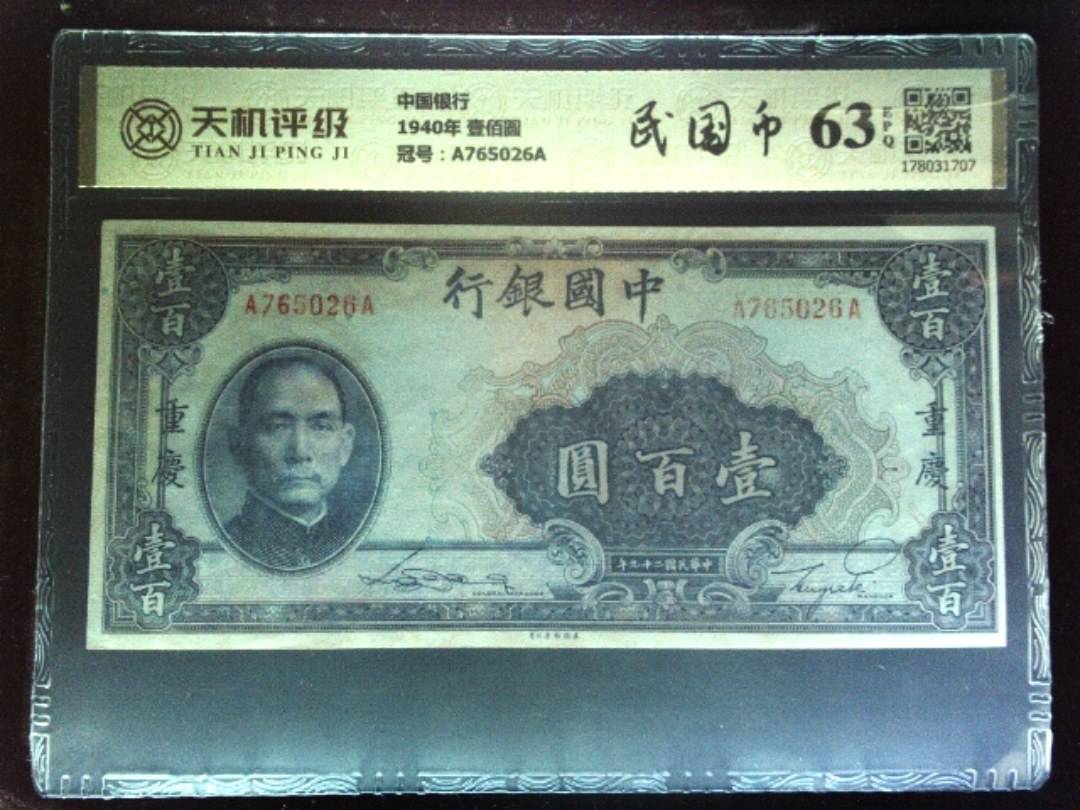 天机评级
TIAN JI PING JI
中国银行
1940年 壹佰圓
冠号：A765026A
民国币
63
EPQ
178031707
壹百
行銀國中
壹百
A765026A
A765026A
重慶
重慶
圓百壹
年九十二國民華中
壹百
壹百